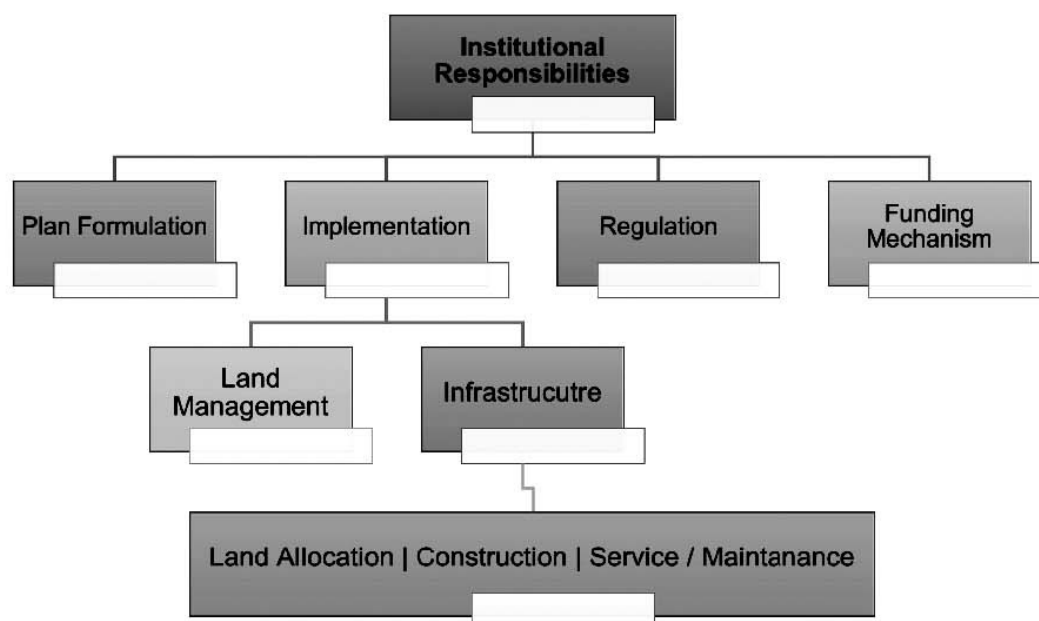 Institutional
Responsibilities
Plan Formulation
Implementation
Regulation
Funding
Mechanism
Land
Management
Infrastrucutre
Land Allocation | Construction | Service / Maintanance